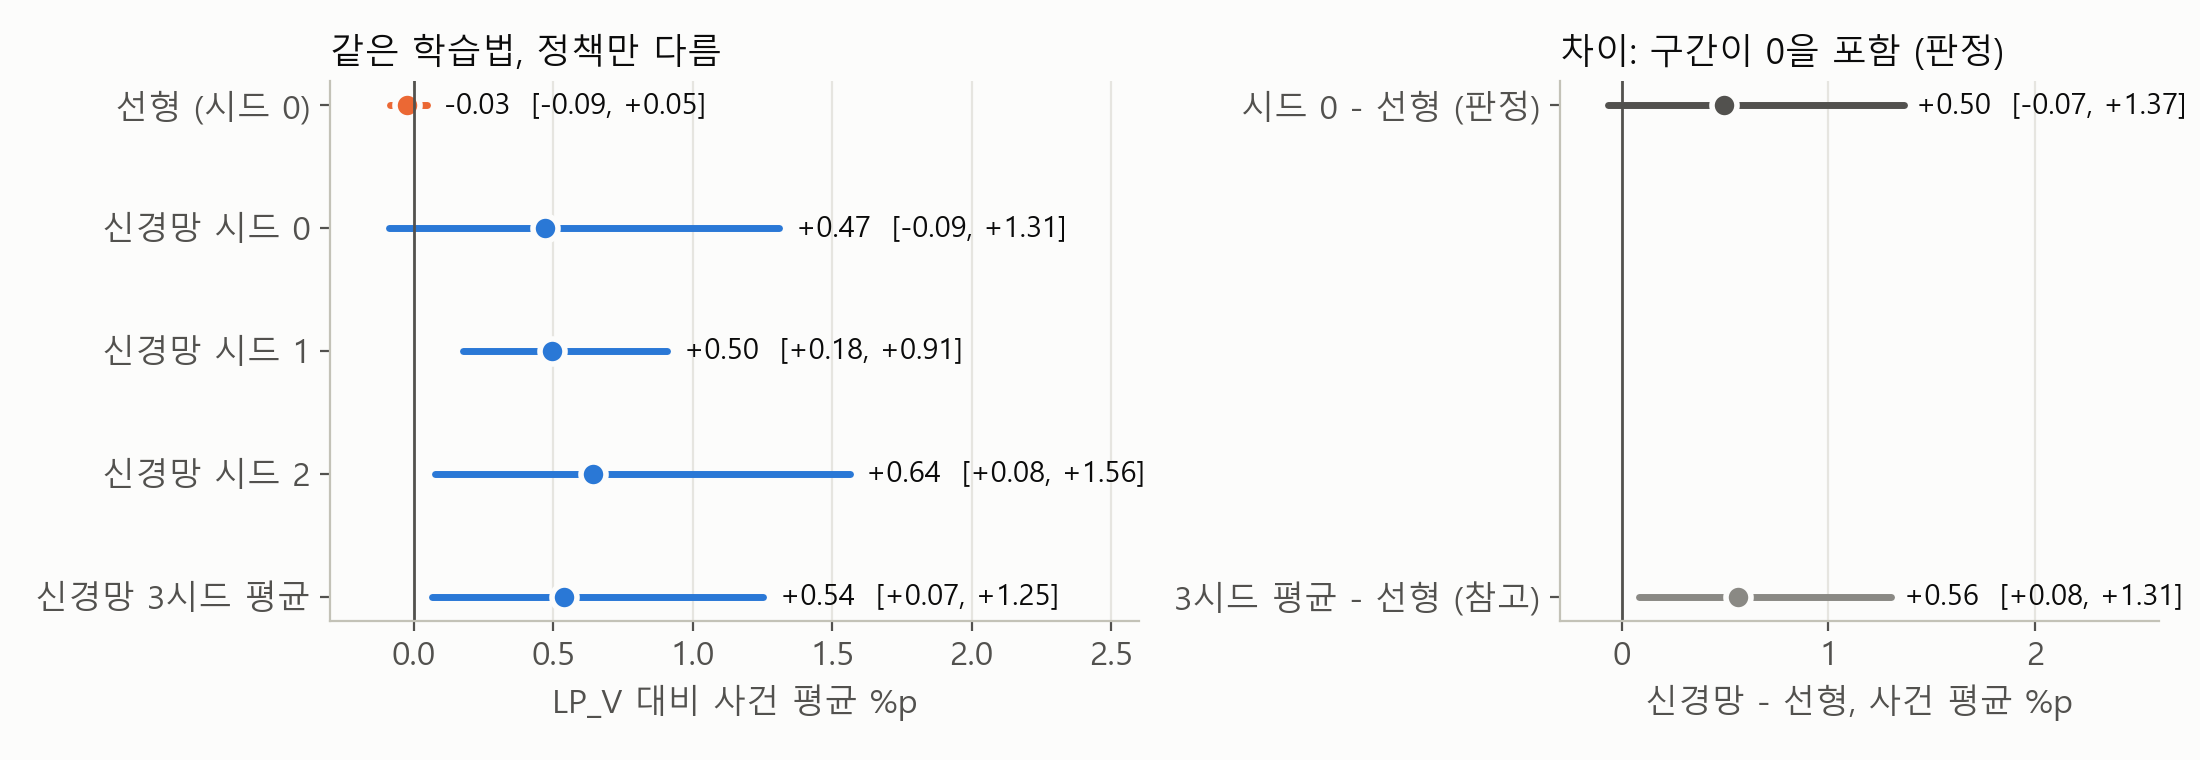 같은 학습법, 정책만 다름
선형 (시드 0)
-0.03 [-0.09, +0.05]
신경망 시드 0
+0.47 [-0.09, +1.31]
신경망 시드 1
+0.50 [+0.18, +0.91]
신경망 시드 2
+0.64 [+0.08, +1.56]
신경망 3시드 평균
+0.54 [+0.07, +1.25]
0.0 0.5 1.0 1.5 2.0 2.5
LP_V 대비 사건 평균 %p
차이: 구간이 0을 포함 (판정)
시드 0 - 선형 (판정)
+0.50 [-0.07, +1.37]
3시드 평균 - 선형 (참고)
+0.56 [+0.08, +1.31]
0 1 2
신경망 - 선형, 사건 평균 %p